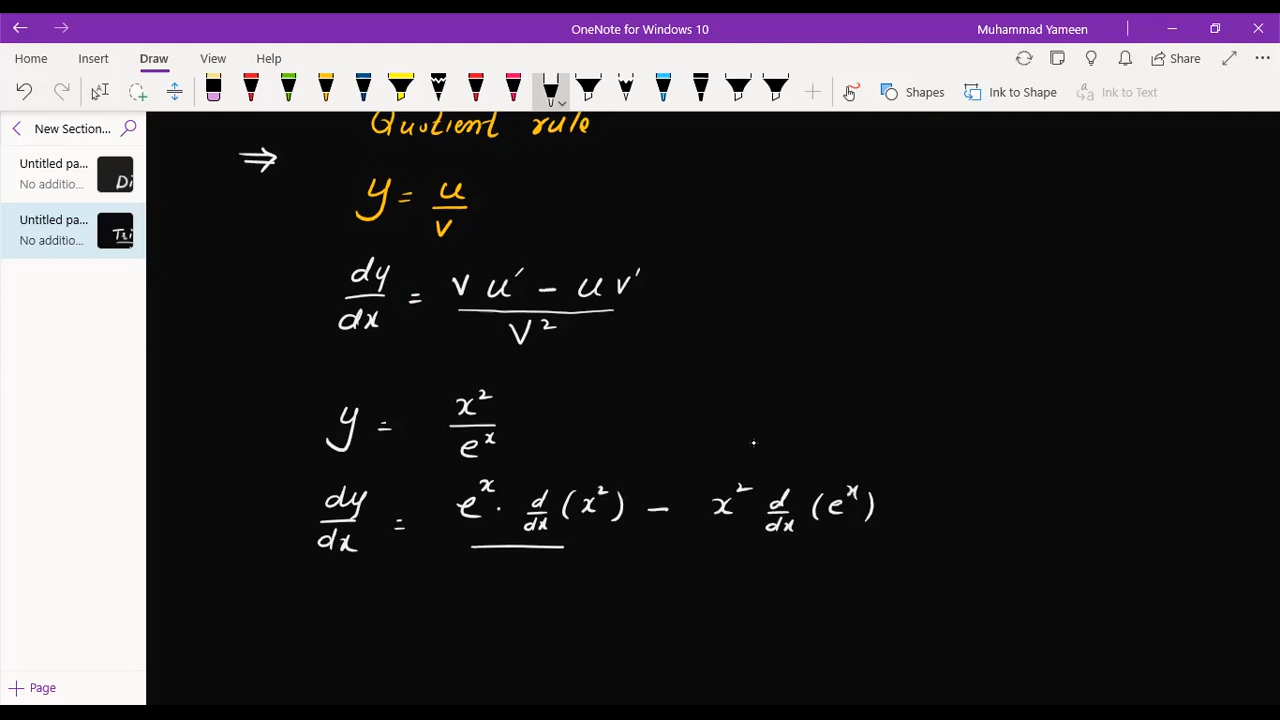 OneNote for Windows 10
Muhammad Yameen
Home Insert Draw View Help
Share
Shapes
Ink to Shape
Ink to Text
New Section...
Untitled pa...
No additio...
Di
Untitled pa...
No additio...
Tri
Page
Quotient rule
⇒
y = u/v
dy/dx = v u′ − u v′ / v²
y = x²/eˣ
dy/dx = eˣ · d/dx (x²) − x² d/dx (eˣ)